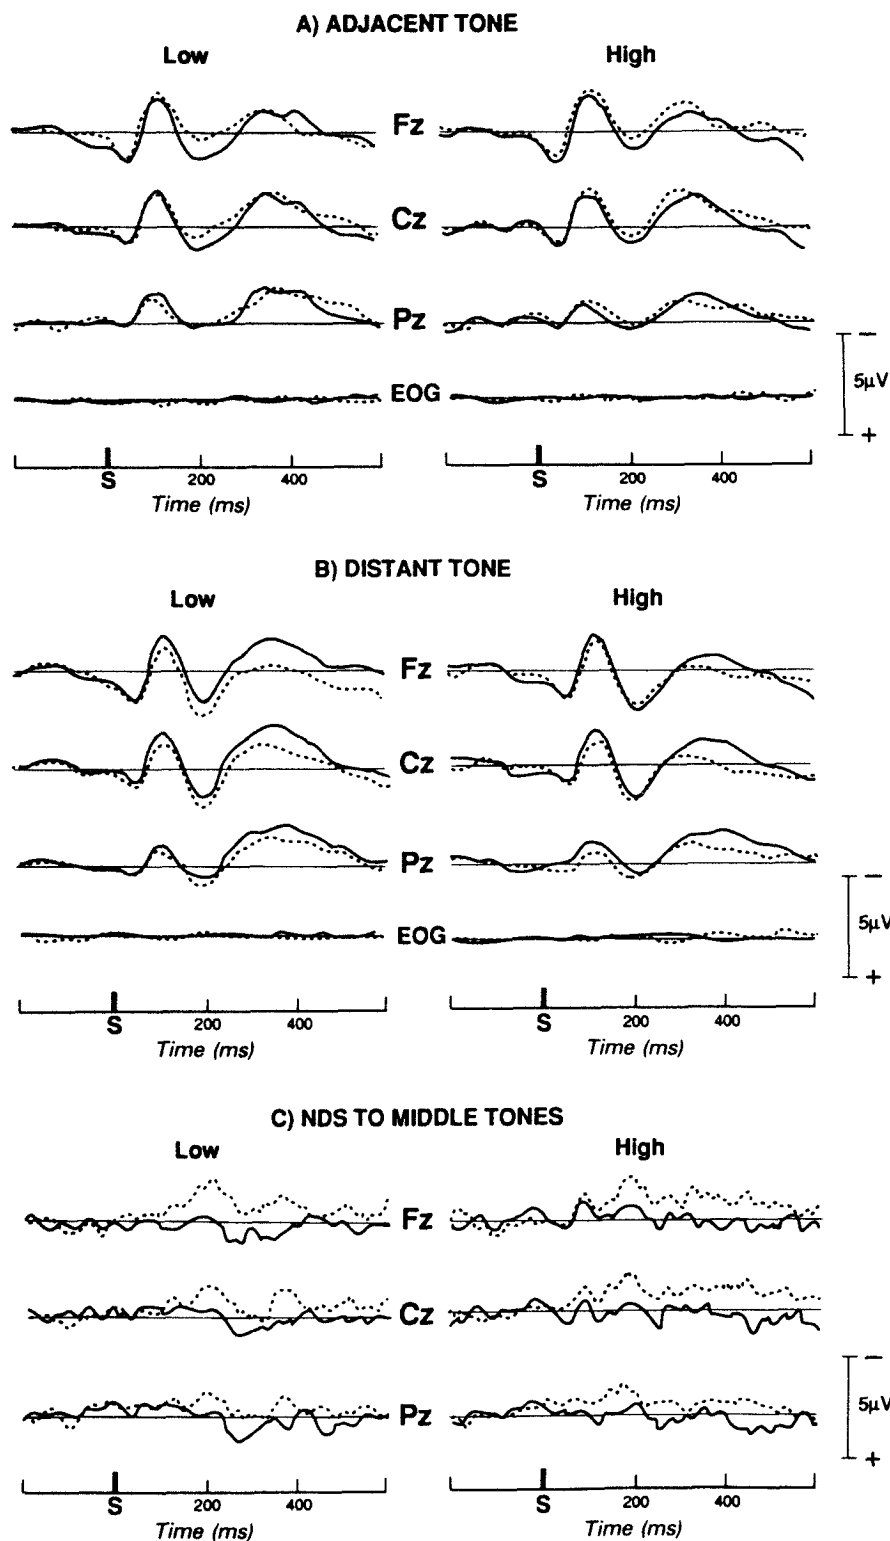 A) ADJACENT TONE
Low High
Fz
Cz
Pz
EOG
−
5μV
+
S 200 400 S 200 400
Time (ms) Time (ms)
B) DISTANT TONE
Low High
Fz
Cz
Pz
−
EOG
5μV
+
S 200 400 S 200 400
Time (ms) Time (ms)
C) NDS TO MIDDLE TONES
Low High
Fz
Cz
−
Pz
5μV
+
S 200 400 S 200 400
Time (ms) Time (ms)